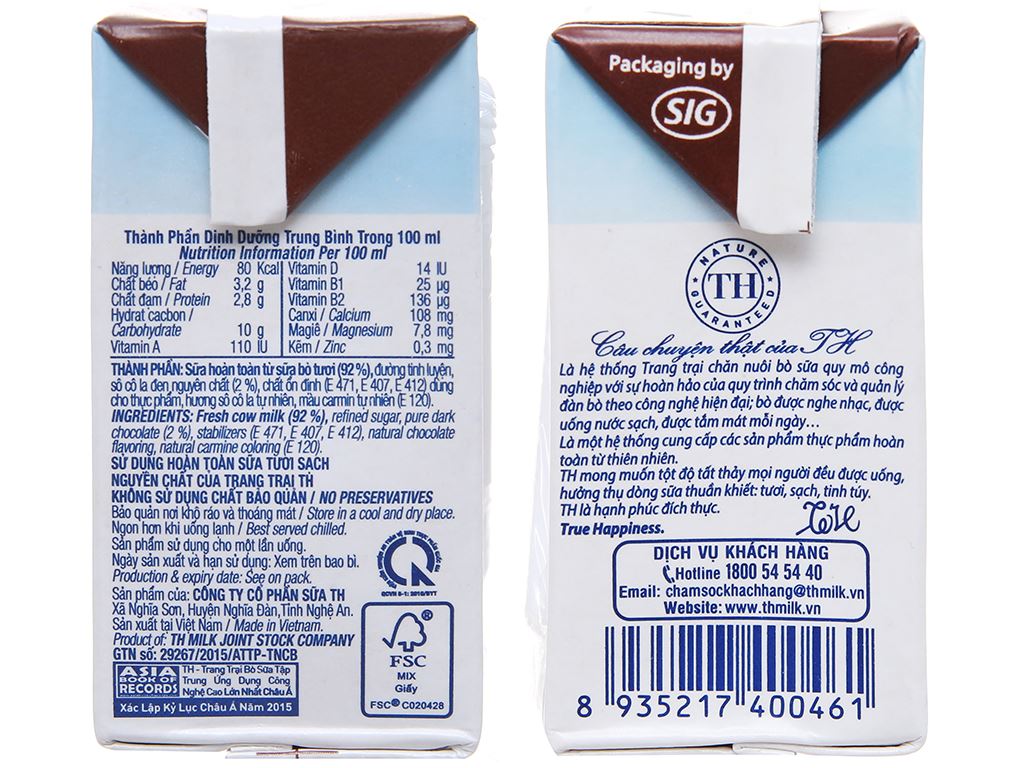 Thành Phần Dinh Dưỡng Trung Bình Trong 100 ml
Nutrition Information Per 100 ml
Năng lượng / Energy 80 Kcal
Chất béo / Fat 3,2 g
Chất đạm / Protein 2,8 g
Hydrat cacbon /
Carbohydrate 10 g
Vitamin A 110 IU
Vitamin D 14 IU
Vitamin B1 25 µg
Vitamin B2 136 µg
Canxi / Calcium 108 mg
Magiê / Magnesium 7,8 mg
Kẽm / Zinc 0,3 mg
THÀNH PHẦN: Sữa hoàn toàn từ sữa bò tươi (92 %), đường tinh luyện,
sô cô la đen nguyên chất (2 %), chất ổn định (E 471, E 407, E 412) dùng
cho thực phẩm, hương sô cô la tự nhiên, màu carmin tự nhiên (E 120).
INGREDIENTS: Fresh cow milk (92 %), refined sugar, pure dark
chocolate (2 %), stabilizers (E 471, E 407, E 412), natural chocolate
flavoring, natural carmine coloring (E 120).
SỬ DỤNG HOÀN TOÀN SỮA TƯƠI SẠCH
NGUYÊN CHẤT CỦA TRANG TRẠI TH
KHÔNG SỬ DỤNG CHẤT BẢO QUẢN / NO PRESERVATIVES
Bảo quản nơi khô ráo và thoáng mát / Store in a cool and dry place.
Ngon hơn khi uống lạnh / Best served chilled.
Sản phẩm sử dụng cho một lần uống.
Ngày sản xuất và hạn sử dụng: Xem trên bao bì.
Production & expiry date: See on pack.
Sản phẩm của: CÔNG TY CỔ PHẦN SỮA TH
Xã Nghĩa Sơn, Huyện Nghĩa Đàn,Tỉnh Nghệ An.
Sản xuất tại Việt Nam / Made in Vietnam.
Product of: TH MILK JOINT STOCK COMPANY
GTN số: 29267/2015/ATTP-TNCB
QCVN 5-1: 2010/BYT
ASIA
BOOK OF
RECORDS
TH - Trang Trại Bò Sữa Tập
Trung Ứng Dụng Công
Nghệ Cao Lớn Nhất Châu Á
Xác Lập Kỷ Lục Châu Á Năm 2015
®
FSC
MIX
Giấy
FSC® C020428
Packaging by
SIG
NATURE
TH
GUARANTEED
Câu chuyện thật của TH
Là hệ thống Trang trại chăn nuôi bò sữa quy mô công
nghiệp với sự hoàn hảo của quy trình chăm sóc và quản lý
đàn bò theo công nghệ hiện đại; bò được nghe nhạc, được
uống nước sạch, được tắm mát mỗi ngày...
Là một hệ thống cung cấp các sản phẩm thực phẩm hoàn
toàn từ thiên nhiên.
TH mong muốn tột độ tất thảy mọi người đều được uống,
hưởng thụ dòng sữa thuần khiết: tươi, sạch, tinh túy.
TH là hạnh phúc đích thực.
True Happiness.
DỊCH VỤ KHÁCH HÀNG
Hotline 1800 54 54 40
Email: chamsockhachhang@thmilk.vn
Website: www.thmilk.vn
8 935217 400461